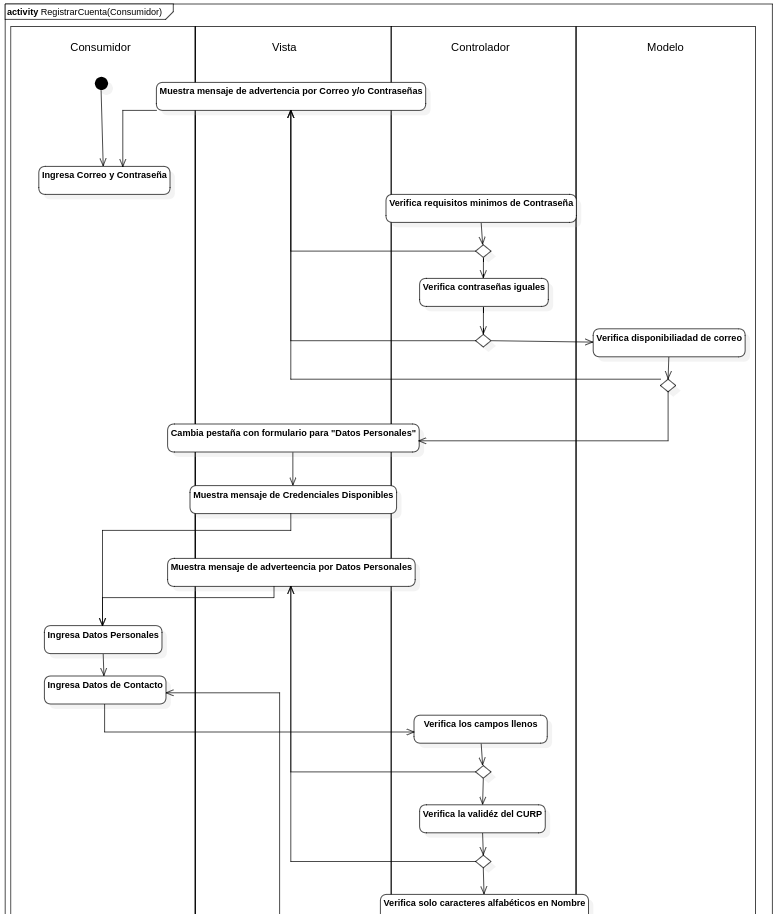 activity RegistrarCuenta(Consumidor)
Consumidor
Vista
Controlador
Modelo
Muestra mensaje de advertencia por Correo y/o Contraseñas
Ingresa Correo y Contraseña
Verifica requisitos minimos de Contraseña
Verifica contraseñas iguales
Verifica disponibiliadad de correo
Cambia pestaña con formulario para "Datos Personales"
Muestra mensaje de Credenciales Disponibles
Muestra mensaje de adverteencia por Datos Personales
Ingresa Datos Personales
Ingresa Datos de Contacto
Verifica los campos llenos
Verifica la validéz del CURP
Verifica solo caracteres alfabéticos en Nombre